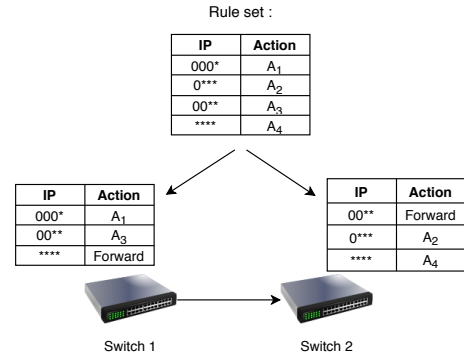 Rule set :
IP Action
000* A1
0*** A2
00** A3
**** A4
IP Action
000* A1
00** A3
**** Forward
IP Action
00** Forward
0*** A2
**** A4
Switch 1
Switch 2